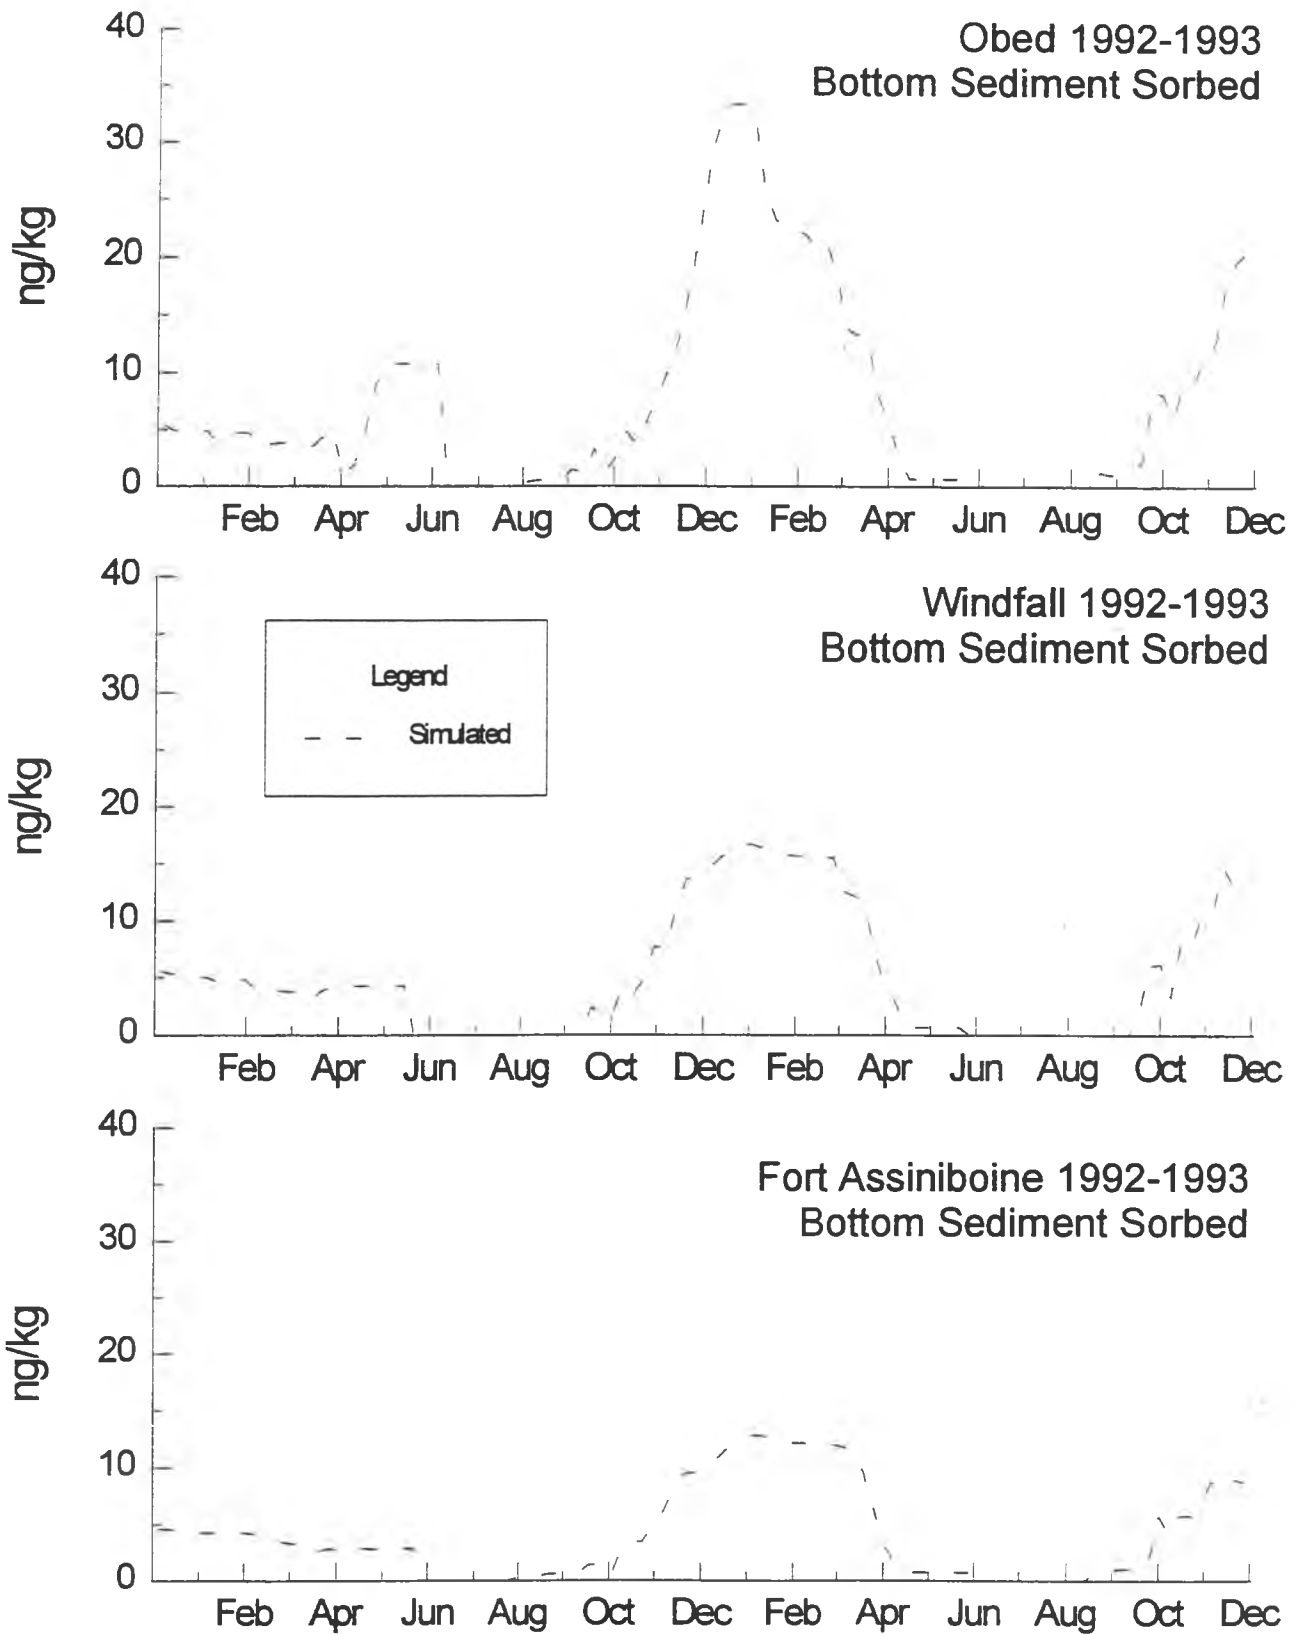 Obed 1992-1993
Bottom Sediment Sorbed
ng/kg
40
30
20
10
0
Feb Apr Jun Aug Oct Dec Feb Apr Jun Aug Oct Dec
Windfall 1992-1993
Bottom Sediment Sorbed
Legend
Simulated
ng/kg
40
30
20
10
0
Feb Apr Jun Aug Oct Dec Feb Apr Jun Aug Oct Dec
Fort Assiniboine 1992-1993
Bottom Sediment Sorbed
ng/kg
40
30
20
10
0
Feb Apr Jun Aug Oct Dec Feb Apr Jun Aug Oct Dec